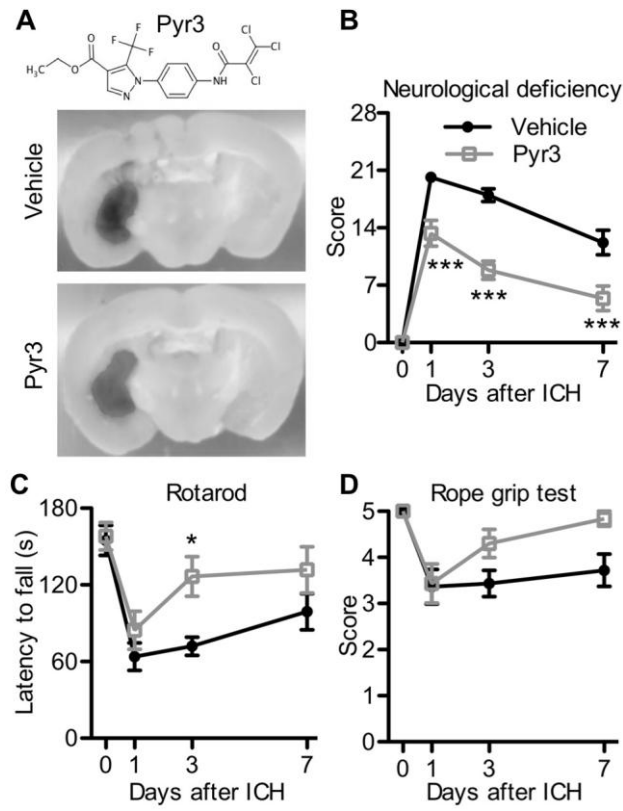 A
Pyr3
F
F
F
O
O
H₃C
N
N
NH
O
Cl
Cl
Cl
Vehicle
Pyr3
B
Neurological deficiency
28
21
14
7
0
Score
Vehicle
Pyr3
***
***
***
0 1 3 7
Days after ICH
C
Rotarod
180
120
60
0
Latency to fall (s)
*
0 1 3 7
Days after ICH
D
Rope grip test
5
4
3
2
1
0
Score
0 1 3 7
Days after ICH